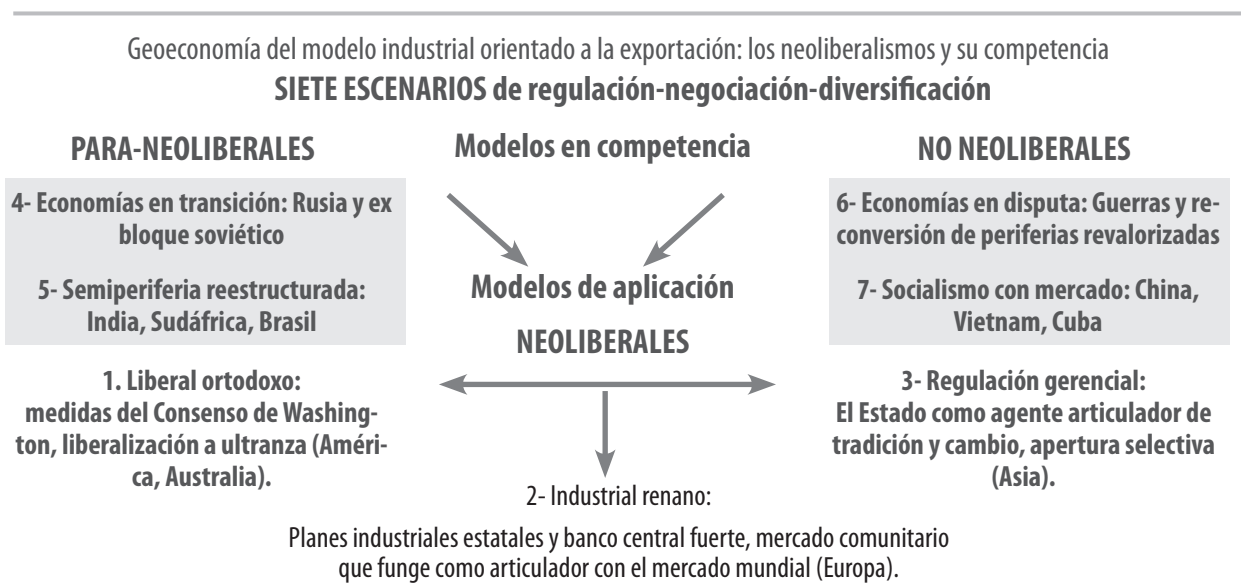 Geoeconomía del modelo industrial orientado a la exportación: los neoliberalismos y su competencia
SIETE ESCENARIOS de regulación-negociación-diversificación
PARA-NEOLIBERALES
4- Economías en transición: Rusia y ex
bloque soviético
5- Semiperiferia reestructurada:
India, Sudáfrica, Brasil
Modelos en competencia
Modelos de aplicación
NEOLIBERALES
NO NEOLIBERALES
6- Economías en disputa: Guerras y re-
conversión de periferias revalorizadas
7- Socialismo con mercado: China,
Vietnam, Cuba
1. Liberal ortodoxo:
medidas del Consenso de Washing-
ton, liberalización a ultranza (Améri-
ca, Australia).
2- Industrial renano:
Planes industriales estatales y banco central fuerte, mercado comunitario
que funge como articulador con el mercado mundial (Europa).
3- Regulación gerencial:
El Estado como agente articulador de
tradición y cambio, apertura selectiva
(Asia).